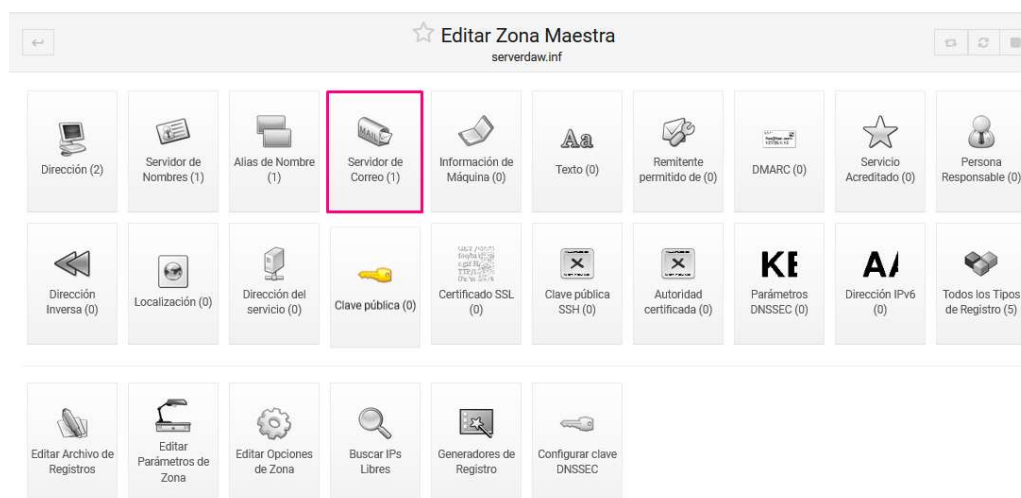 Editar Zona Maestra
serverdaw.inf
Dirección (2)
Servidor de
Nombres (1)
Alias de Nombre
(1)
MAIL
Servidor de
Correo (1)
Información de
Máquina (0)
Aa
Texto (0)
Remitente
permitido de (0)
DMARC (0)
Servicio
Acreditado (0)
Persona
Responsable (0)
Dirección
Inversa (0)
Localización (0)
Dirección del
servicio (0)
Clave pública (0)
Certificado SSL
(0)
Clave pública
SSH (0)
Autoridad
certificada (0)
KE
Parámetros
DNSSEC (0)
AA
Dirección IPv6
(0)
Todos los Tipos
de Registro (5)
Editar Archivo de
Registros
Editar
Parámetros de
Zona
Editar Opciones
de Zona
Buscar IPs
Libres
Generadores de
Registro
Configurar clave
DNSSEC